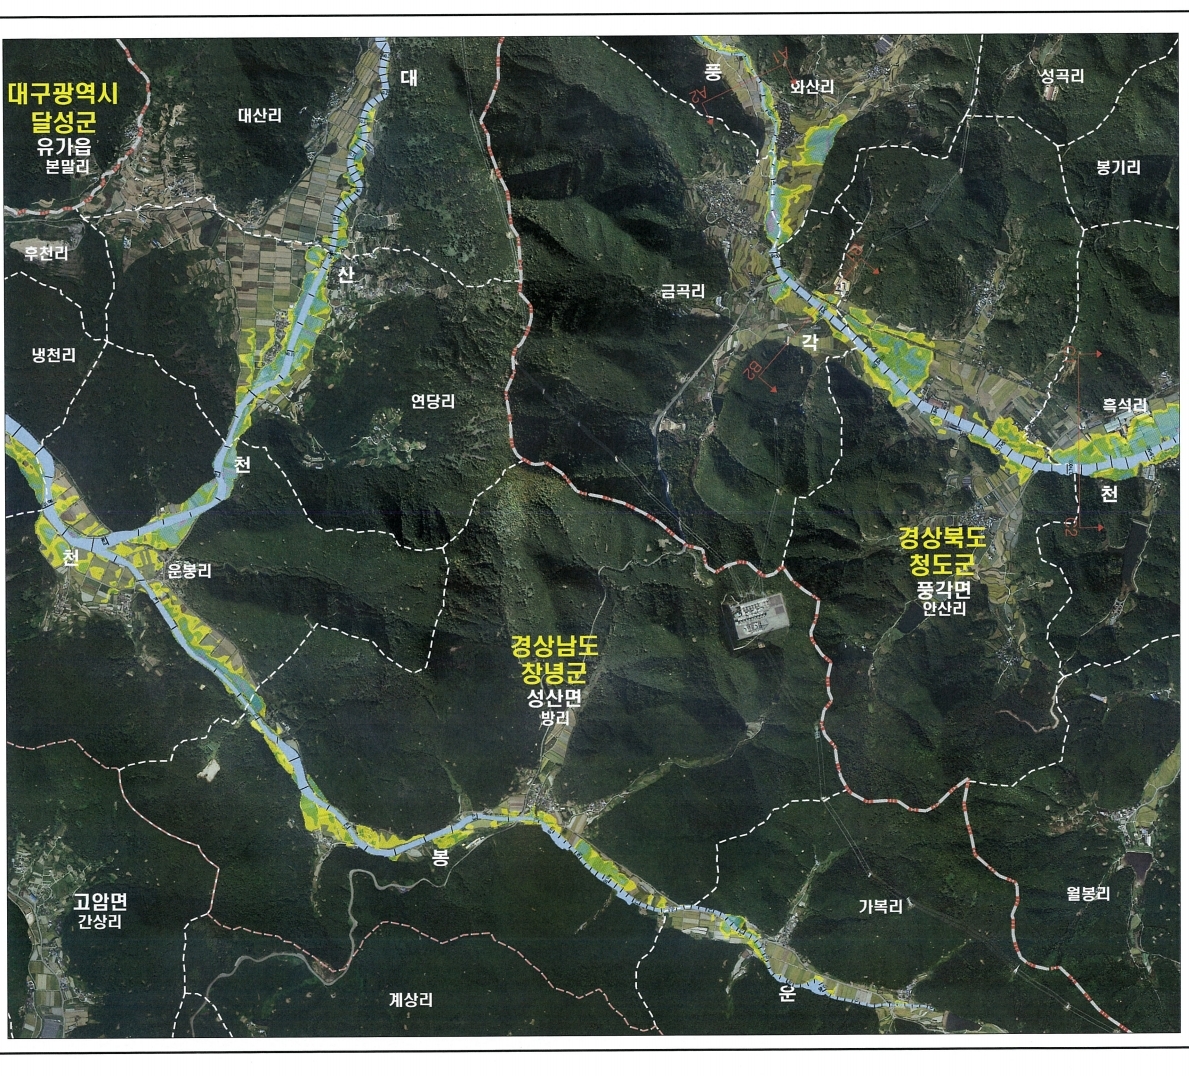 대구광역시
달성군
유가읍
본말리
대산리
대
풍
화산리
성곡리
봉기리
후천리
산
금곡리
A2
각
B2
냉천리
연당리
흑석리
천
천
천
운봉리
경상북도
청도군
풍각면
안산리
경상남도
창녕군
성산면
방리
봉
고암면
간상리
가복리
월봉리
계상리
운